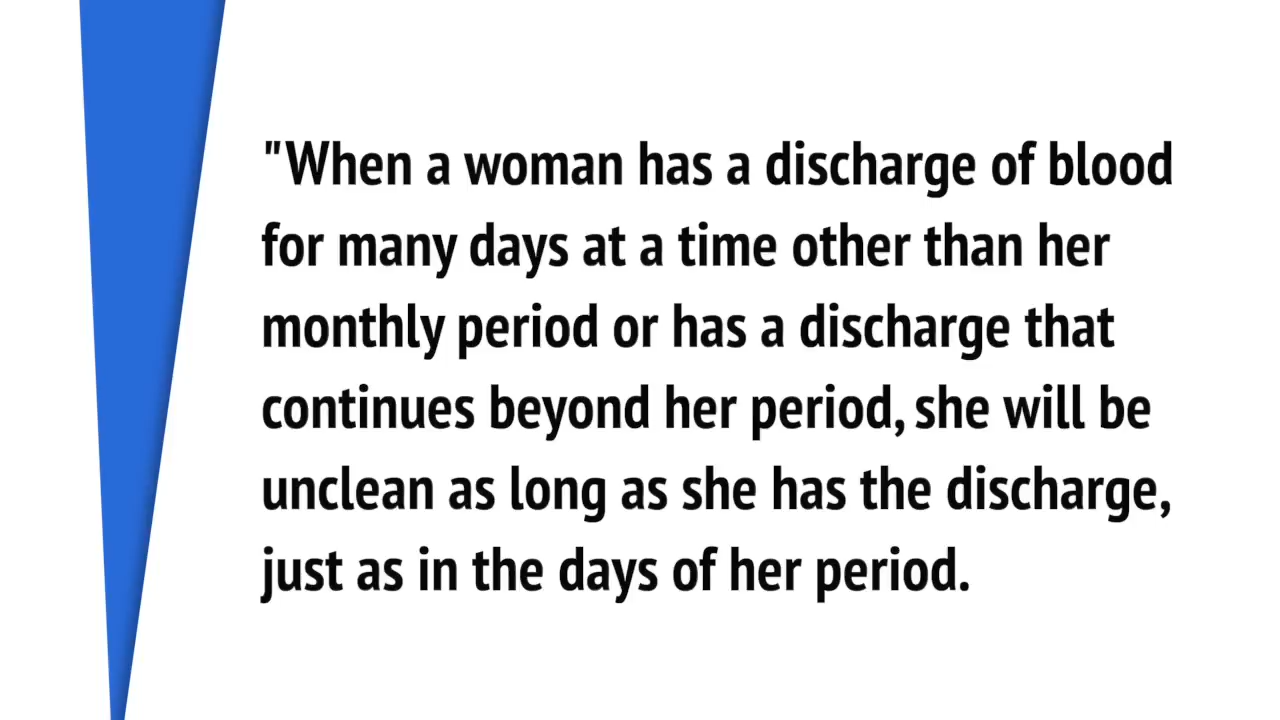 "When a woman has a discharge of blood
for many days at a time other than her
monthly period or has a discharge that
continues beyond her period, she will be
unclean as long as she has the discharge,
just as in the days of her period.